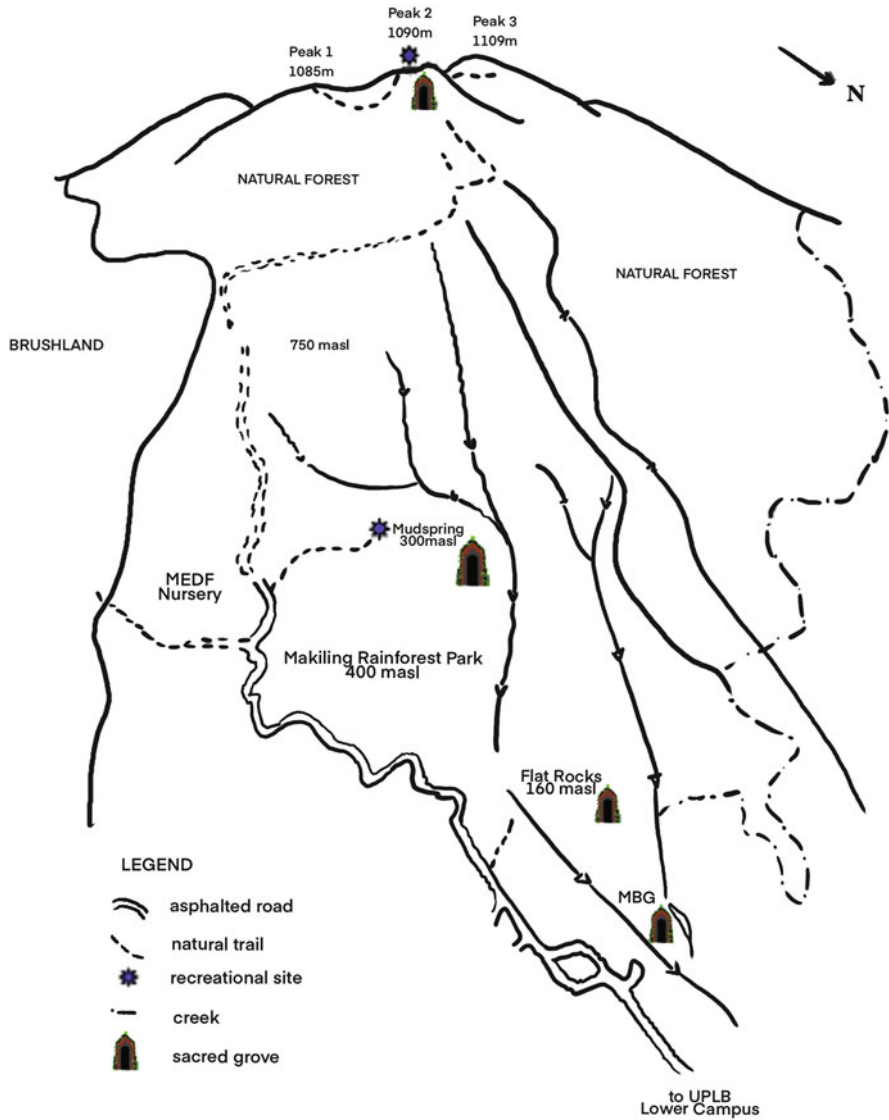 Peak 2
1090m
Peak 3
1109m
Peak 1
1085m
N
NATURAL FOREST
NATURAL FOREST
BRUSHLAND
750 masl
Mudspring
300masl
MEDF
Nursery
Makiling Rainforest Park
400 masl
Flat Rocks
160 masl
MBG
LEGEND
asphalted road
natural trail
recreational site
creek
sacred grove
to UPLB
Lower Campus